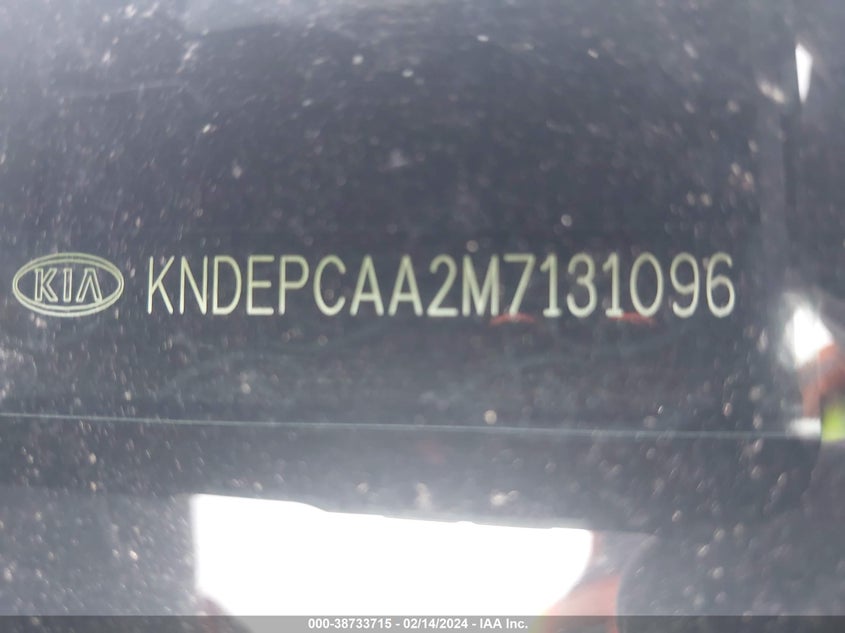 KIA KNDEPCAA2M7131096
000-38733715 - 02/14/2024 - IAA Inc.